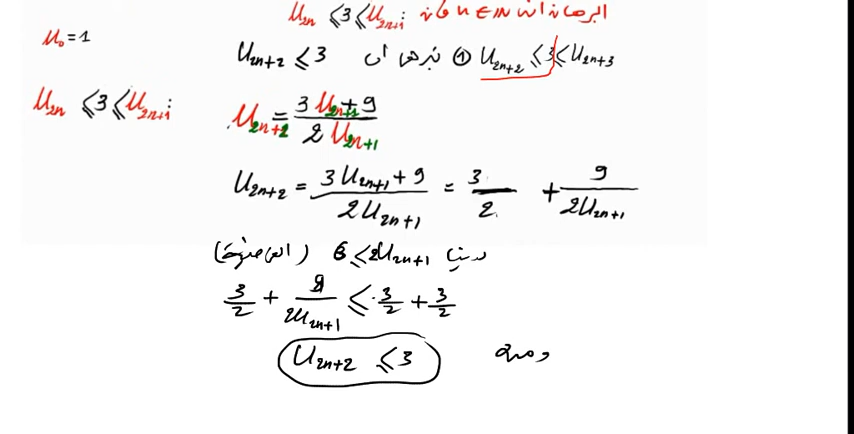 البرهان أن u ∈ IN فإن U₂ₙ ≤ 3 ≤ U₂ₙ₊₁ :
U₀ = 1
U₂ₙ₊₂ ≤ 3 نبرهن أن ① U₂ₙ₊₂ ≤ 3 ≤ U₂ₙ₊₃
U₂ₙ ≤ 3 ≤ U₂ₙ₊₁ :
U₂ₙ₊₂ = (3U₂ₙ₊₁ + 9) / (2U₂ₙ₊₁)
U₂ₙ₊₂ = (3U₂ₙ₊₁ + 9) / (2U₂ₙ₊₁) = 3/2 + 9/(2U₂ₙ₊₁)
لدينا 6 ≤ 2U₂ₙ₊₁ (الفرضية)
3/2 + 9/(2U₂ₙ₊₁) ≤ 3/2 + 3/2
ومنه U₂ₙ₊₂ ≤ 3